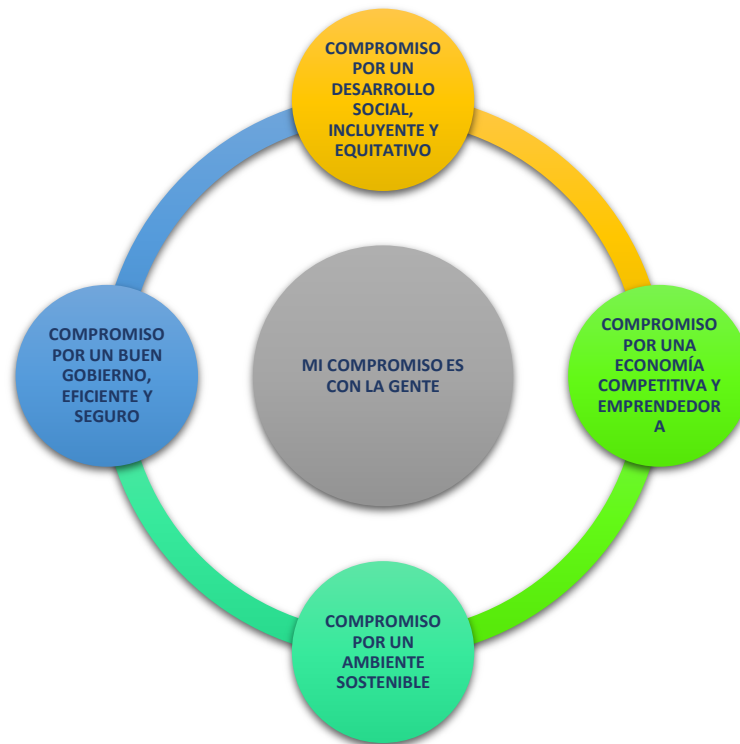 COMPROMISO
POR UN
DESARROLLO
SOCIAL,
INCLUYENTE Y
EQUITATIVO
COMPROMISO
POR UN BUEN
GOBIERNO,
EFICIENTE Y
SEGURO
MI COMPROMISO ES
CON LA GENTE
COMPROMISO
POR UNA
ECONOMÍA
COMPETITIVA Y
EMPRENDEDOR
A
COMPROMISO
POR UN
AMBIENTE
SOSTENIBLE